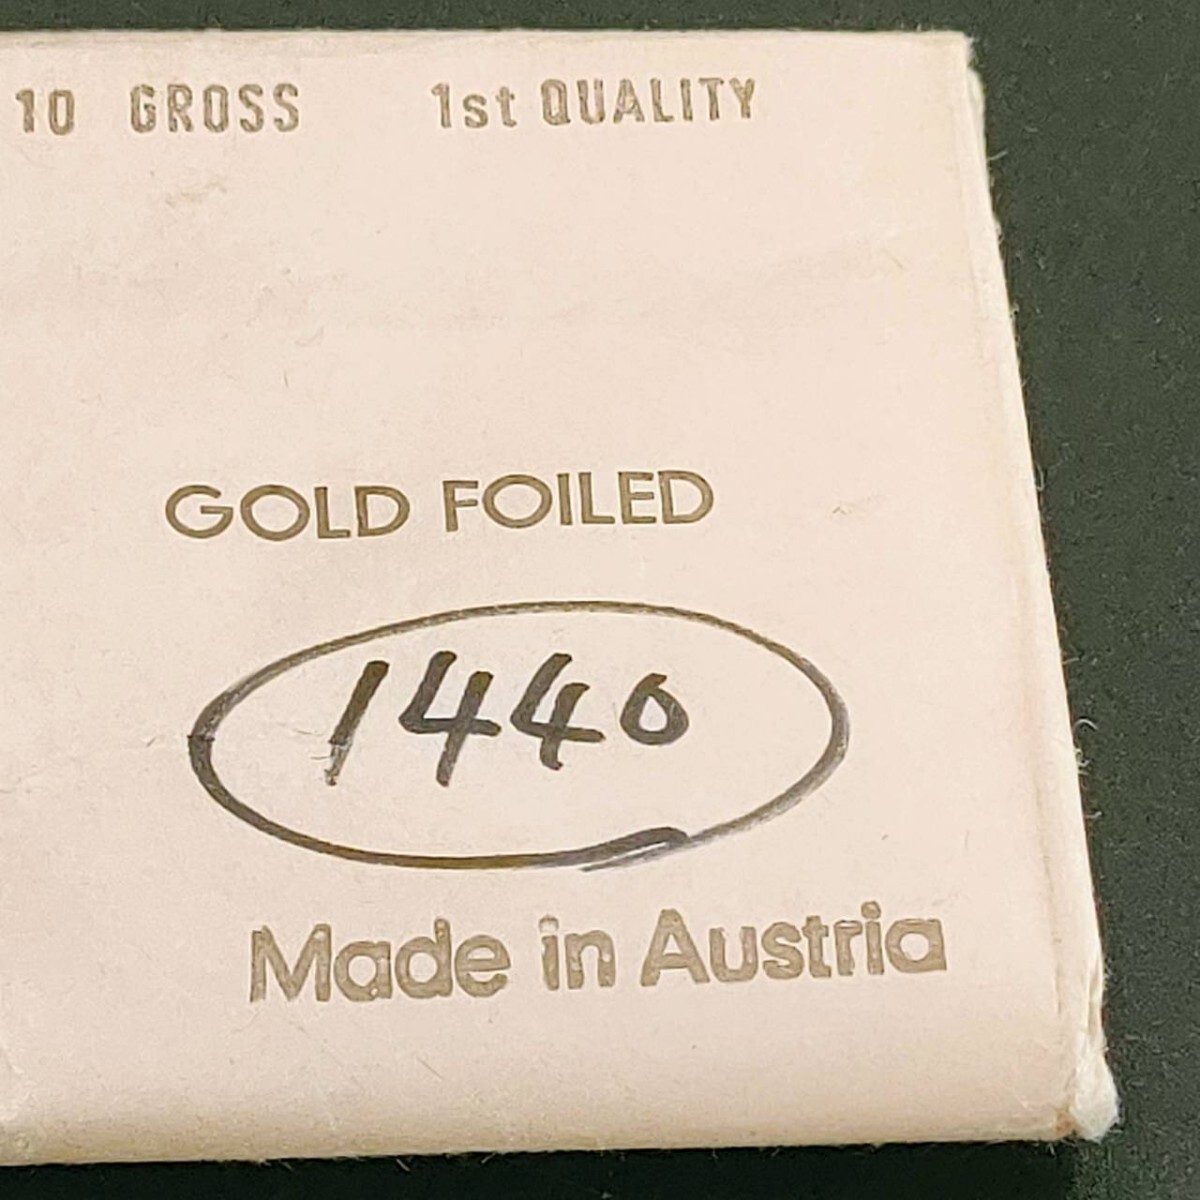 10 GROSS 1st QUALITY
GOLD FOILED
1440
Made in Austria